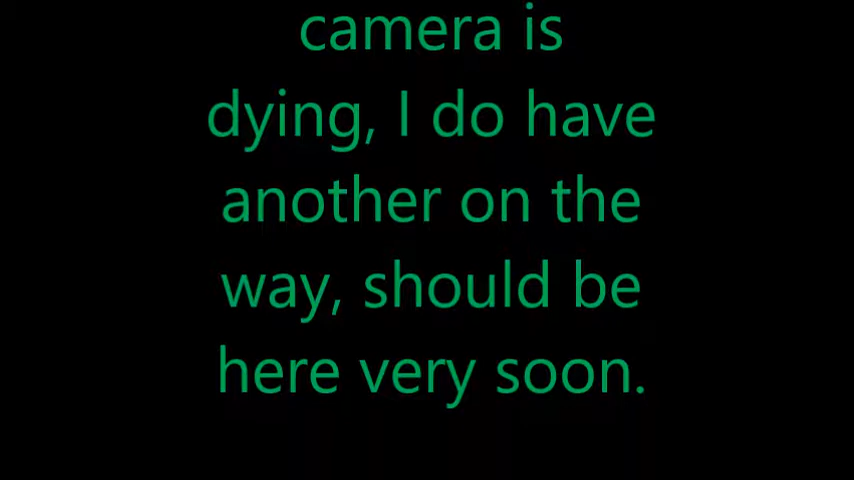 camera is
dying, I do have
another on the
way, should be
here very soon.